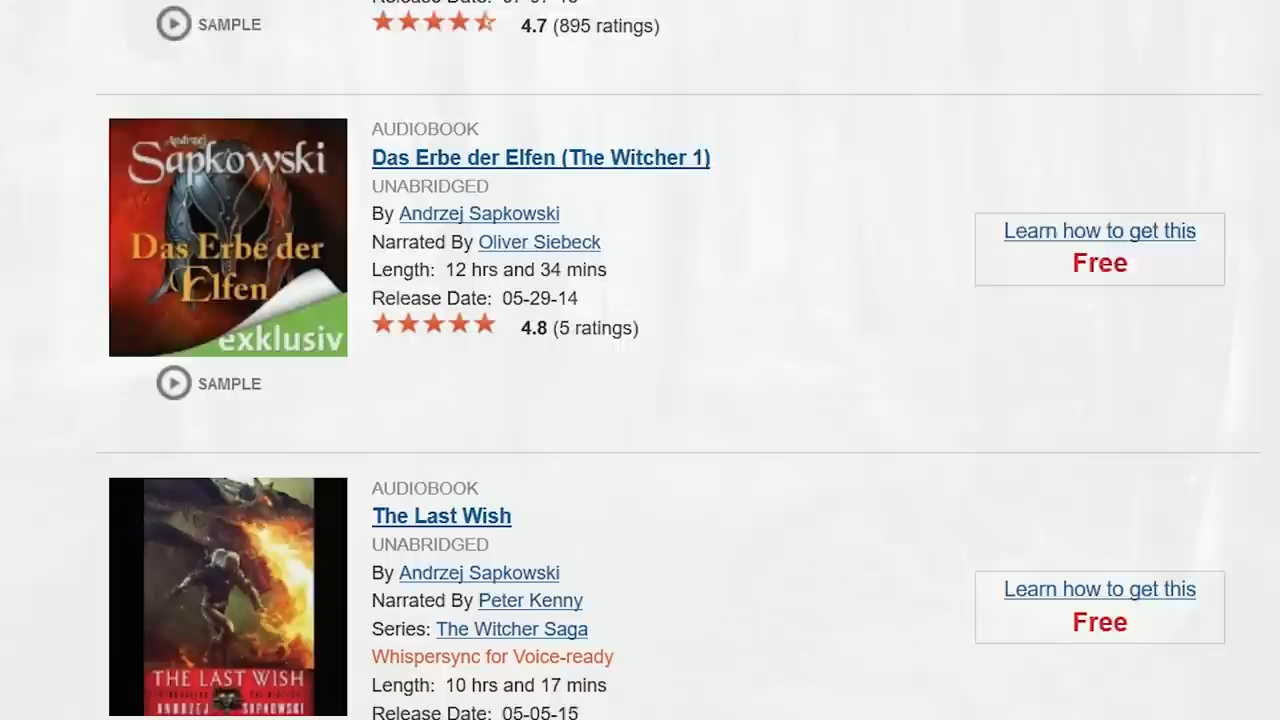 SAMPLE
4.7 (895 ratings)
Andrzej
Sapkowski
Das Erbe der
Elfen
exklusiv
SAMPLE
AUDIOBOOK
Das Erbe der Elfen (The Witcher 1)
UNABRIDGED
By Andrzej Sapkowski
Narrated By Oliver Siebeck
Length: 12 hrs and 34 mins
Release Date: 05-29-14
4.8 (5 ratings)
Learn how to get this
Free
THE LAST WISH
ANDRZEJ SAPKOWSKI
AUDIOBOOK
The Last Wish
UNABRIDGED
By Andrzej Sapkowski
Narrated By Peter Kenny
Series: The Witcher Saga
Whispersync for Voice-ready
Length: 10 hrs and 17 mins
Release Date: 05-05-15
Learn how to get this
Free